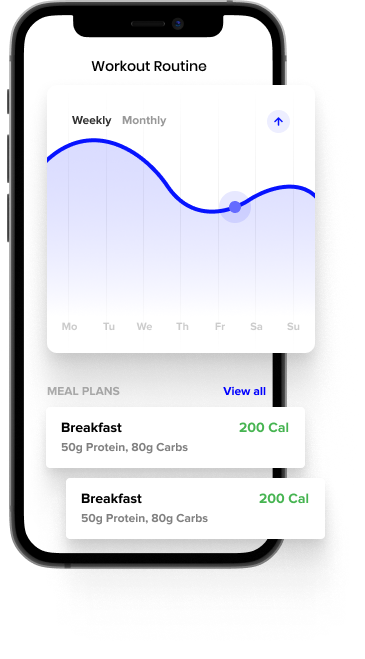 Workout Routine
Weekly Monthly
Mo Tu We Th Fr Sa Su
MEAL PLANS View all
Breakfast 200 Cal
50g Protein, 80g Carbs
Breakfast 200 Cal
50g Protein, 80g Carbs